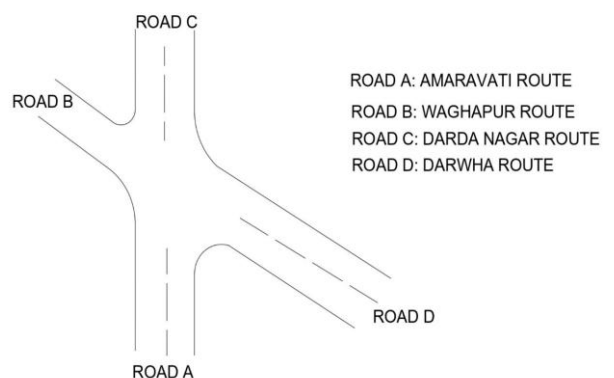 ROAD C
ROAD B
ROAD A: AMARAVATI ROUTE
ROAD B: WAGHAPUR ROUTE
ROAD C: DARDA NAGAR ROUTE
ROAD D: DARWHA ROUTE
ROAD D
ROAD A